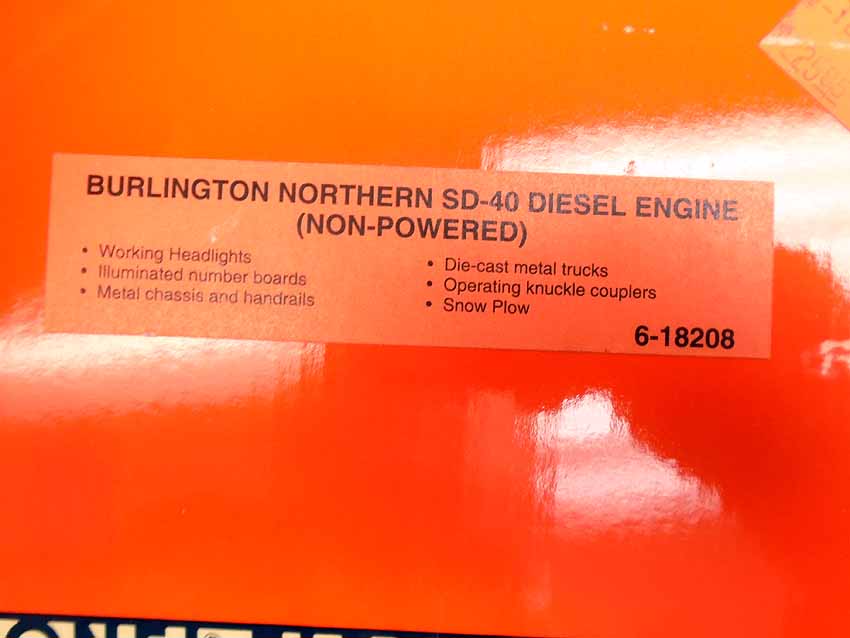 BURLINGTON NORTHERN SD-40 DIESEL ENGINE
(NON-POWERED)
• Working Headlights
• Illuminated number boards
• Metal chassis and handrails
• Die-cast metal trucks
• Operating knuckle couplers
• Snow Plow
6-18208